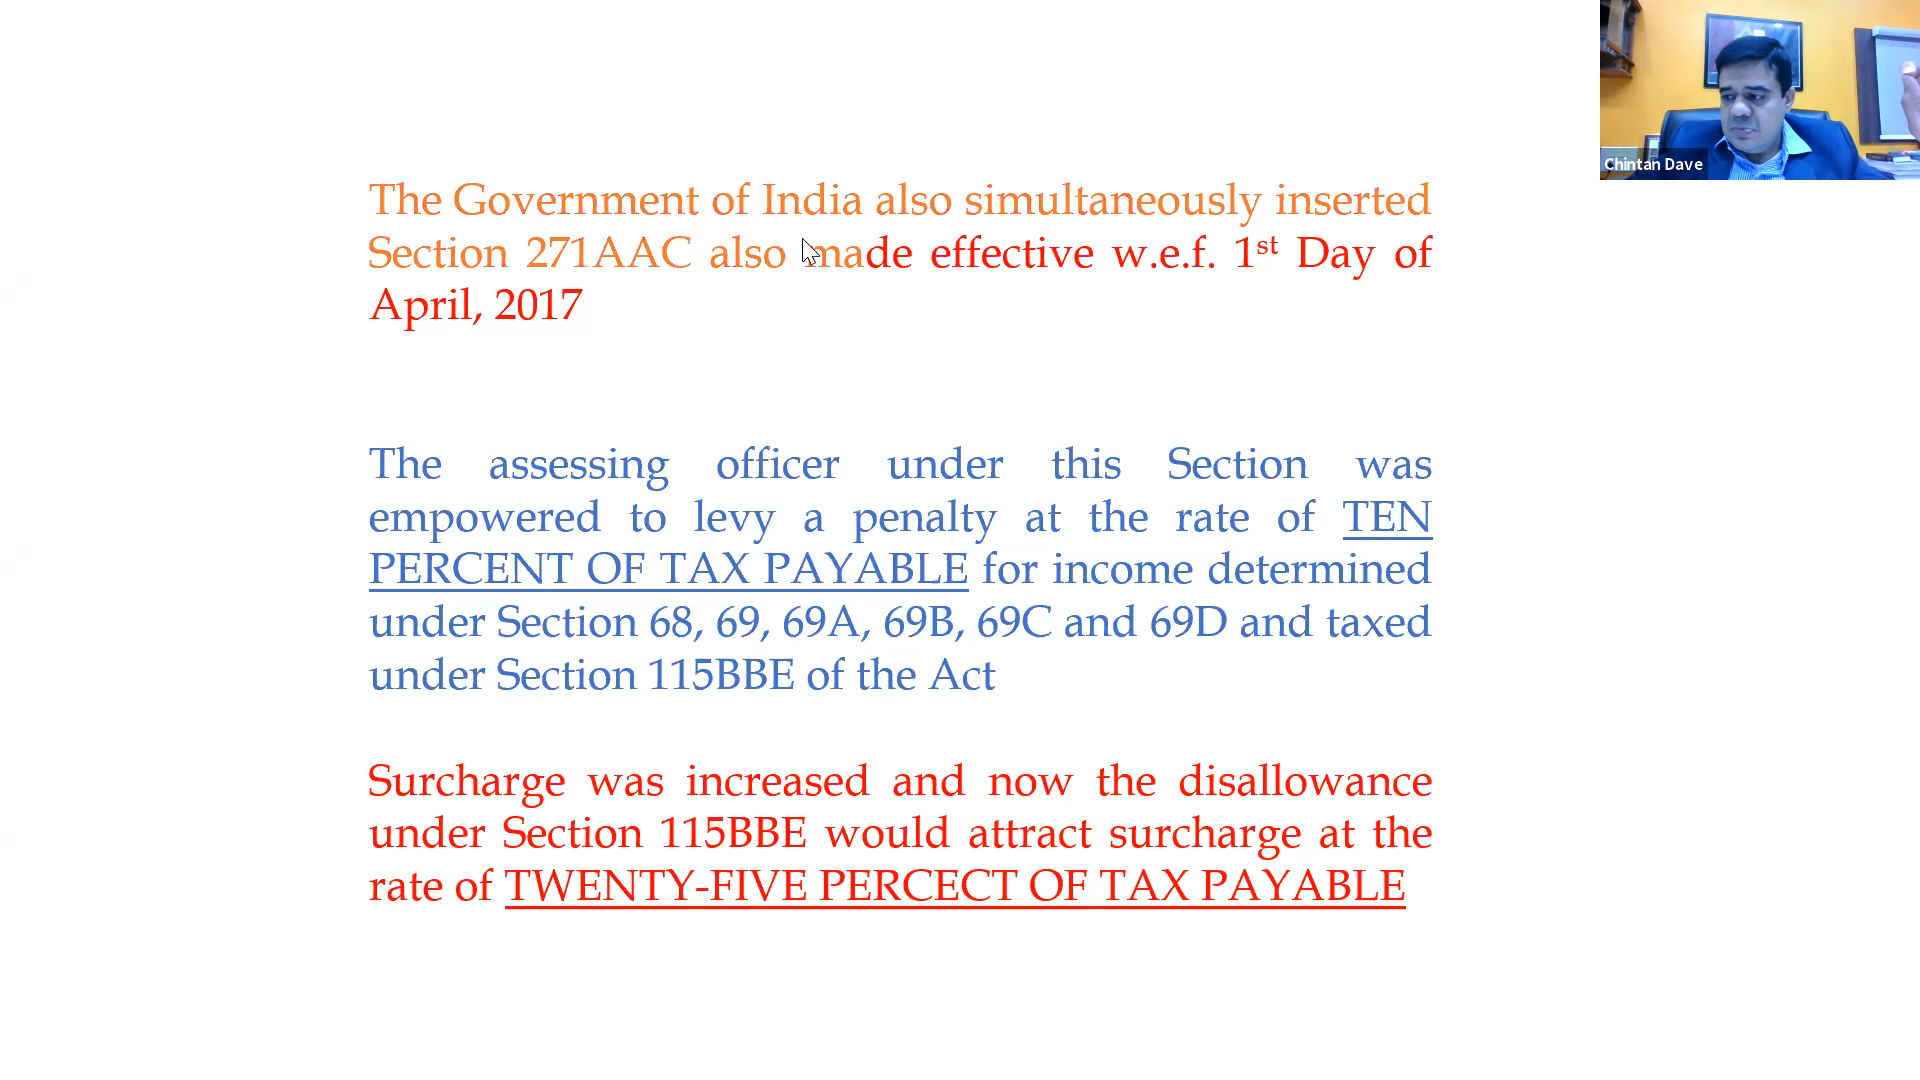 Chintan Dave
The Government of India also simultaneously inserted
Section 271AAC also made effective w.e.f. 1st Day of
April, 2017
The assessing officer under this Section was
empowered to levy a penalty at the rate of TEN
PERCENT OF TAX PAYABLE for income determined
under Section 68, 69, 69A, 69B, 69C and 69D and taxed
under Section 115BBE of the Act
Surcharge was increased and now the disallowance
under Section 115BBE would attract surcharge at the
rate of TWENTY-FIVE PERCECT OF TAX PAYABLE